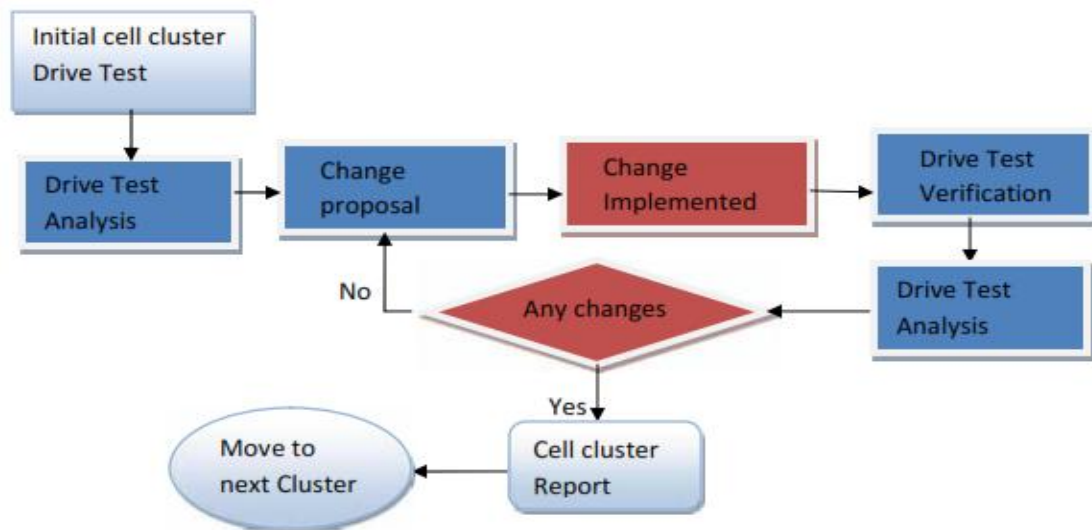 Initial cell cluster
Drive Test
Drive Test
Analysis
Change
proposal
Change
Implemented
Drive Test
Verification
Drive Test
Analysis
Any changes
No
Yes
Cell cluster
Report
Move to
next Cluster